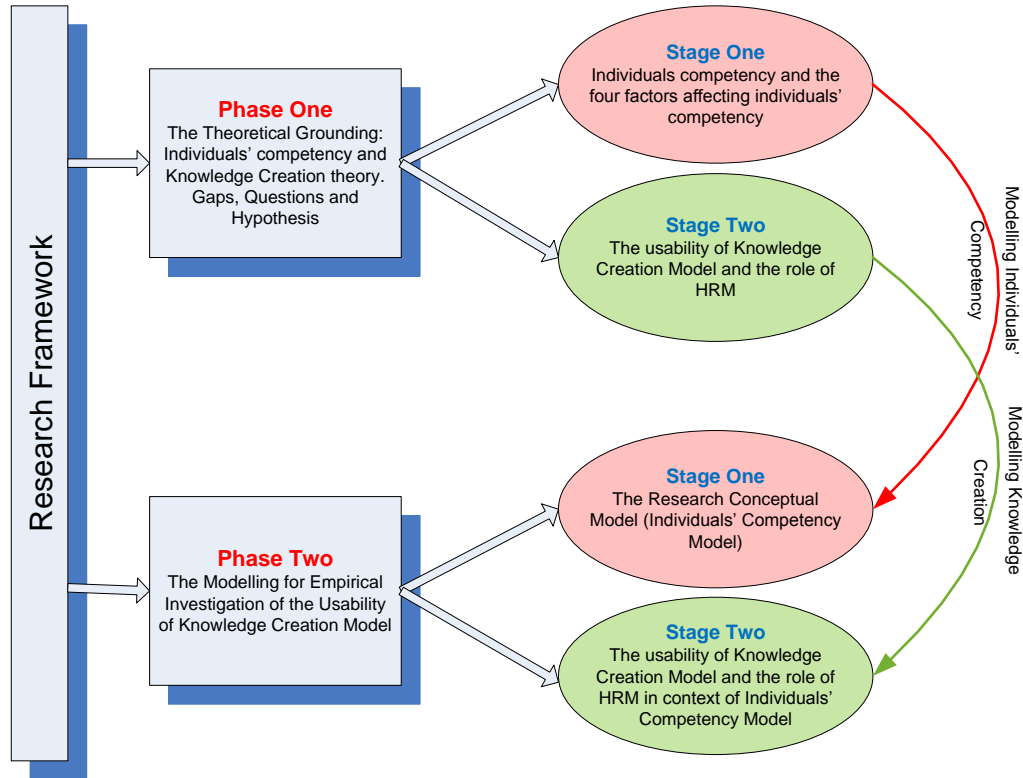 Research Framework
Phase One
The Theoretical Grounding:
Individuals’ competency and
Knowledge Creation theory.
Gaps, Questions and
Hypothesis
Stage One
Individuals competency and the
four factors affecting individuals’
competency
Stage Two
The usability of Knowledge
Creation Model and the role of
HRM
Modelling Individuals’
Competency
Phase Two
The Modelling for Empirical
Investigation of the Usability
of Knowledge Creation Model
Stage One
The Research Conceptual
Model (Individuals’ Competency
Model)
Stage Two
The usability of Knowledge
Creation Model and the role of
HRM in context of Individuals’
Competency Model
Modelling Knowledge
Creation